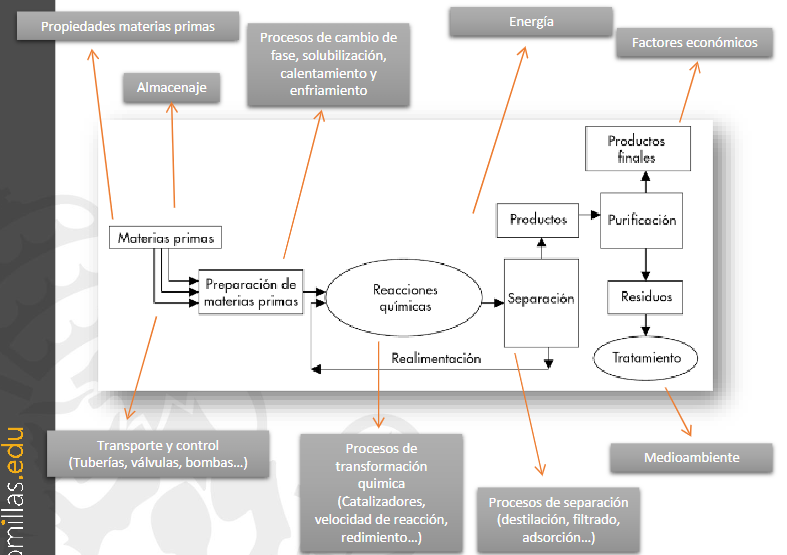 Propiedades materias primas
Almacenaje
Procesos de cambio de
fase, solubilización,
calentamiento y
enfriamiento
Energía
Factores económicos
Productos
finales
Productos
Purificación
Materias primas
Preparación de
materias primas
Reacciones
químicas
Separación
Residuos
Realimentación
Tratamiento
Transporte y control
(Tuberías, válvulas, bombas…)
Procesos de
transformación
quimica
(Catalizadores,
velocidad de reacción,
redimiento…)
Procesos de separación
(destilación, filtrado,
adsorción…)
Medioambiente
omillas.edu